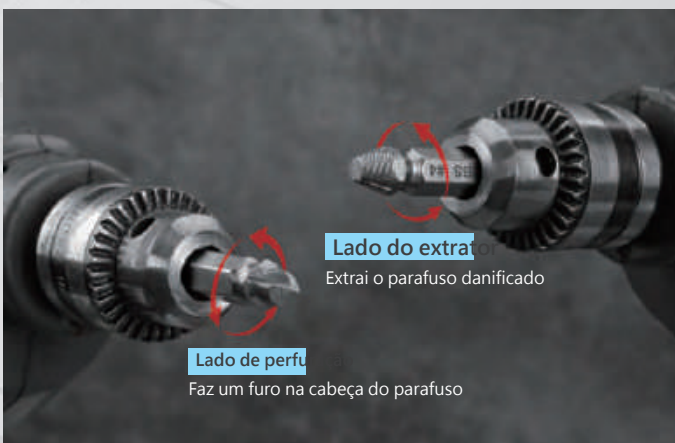 Lado do extrator
Extrai o parafuso danificado
Lado de perfu
Faz um furo na cabeça do parafuso